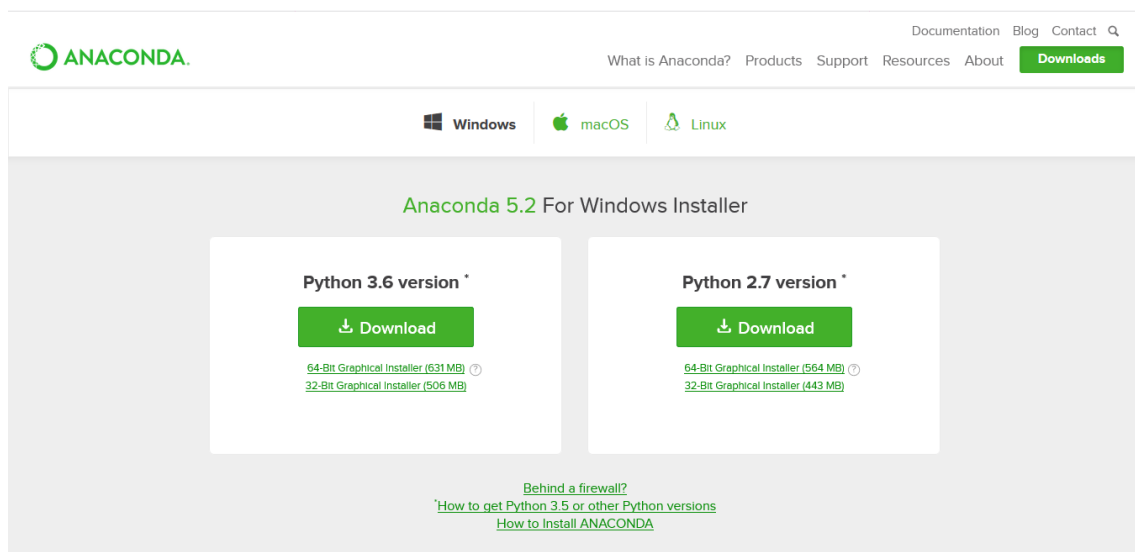 Documentation Blog Contact
ANACONDA.
What is Anaconda? Products Support Resources About Downloads
Windows macOS Linux
Anaconda 5.2 For Windows Installer
Python 3.6 version *
Download
64-Bit Graphical Installer (631 MB) ?
32-Bit Graphical Installer (506 MB)
Python 2.7 version *
Download
64-Bit Graphical Installer (564 MB) ?
32-Bit Graphical Installer (443 MB)
Behind a firewall?
*How to get Python 3.5 or other Python versions
How to Install ANACONDA